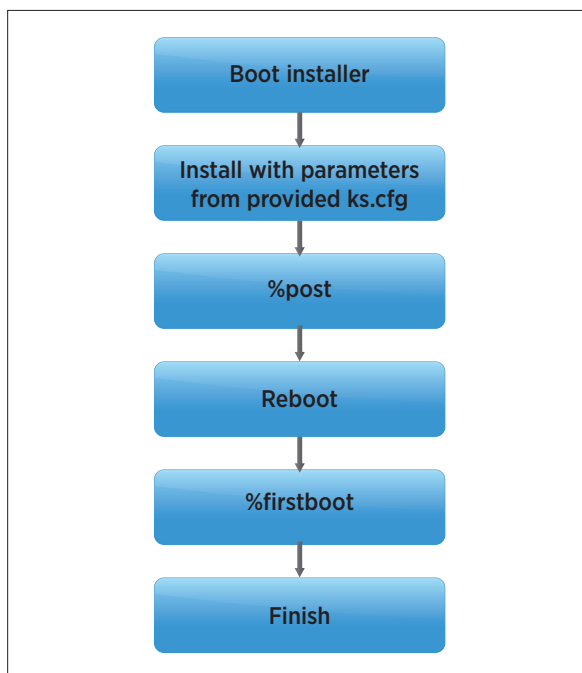 Boot installer
Install with parameters
from provided ks.cfg
%post
Reboot
%firstboot
Finish